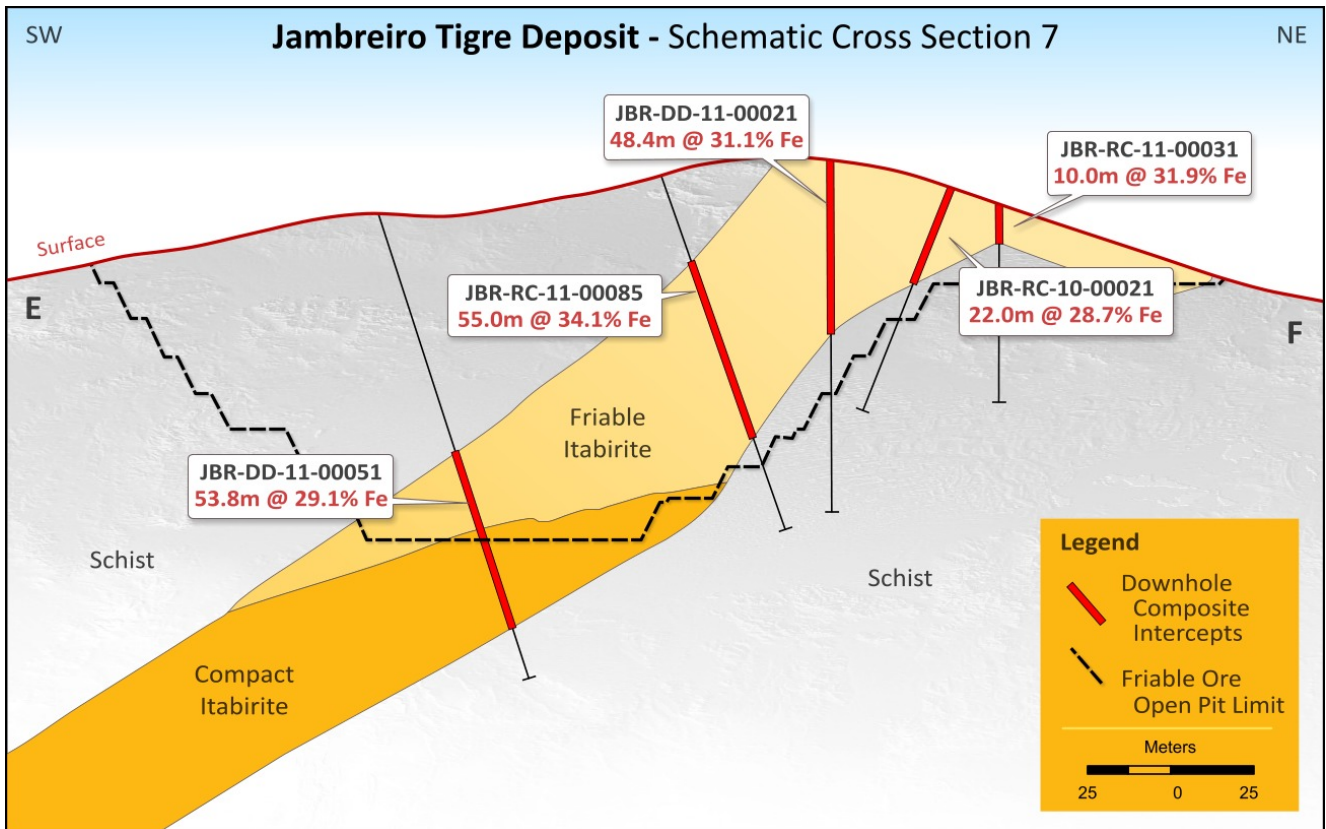 SW
Jambreiro Tigre Deposit - Schematic Cross Section 7
NE
JBR-DD-11-00021
48.4m @ 31.1% Fe
JBR-RC-11-00031
10.0m @ 31.9% Fe
Surface
E
JBR-RC-11-00085
55.0m @ 34.1% Fe
JBR-RC-10-00021
22.0m @ 28.7% Fe
F
Friable
Itabirite
JBR-DD-11-00051
53.8m @ 29.1% Fe
Schist
Schist
Compact
Itabirite
Legend
Downhole
Composite
Intercepts
Friable Ore
Open Pit Limit
Meters
25 0 25